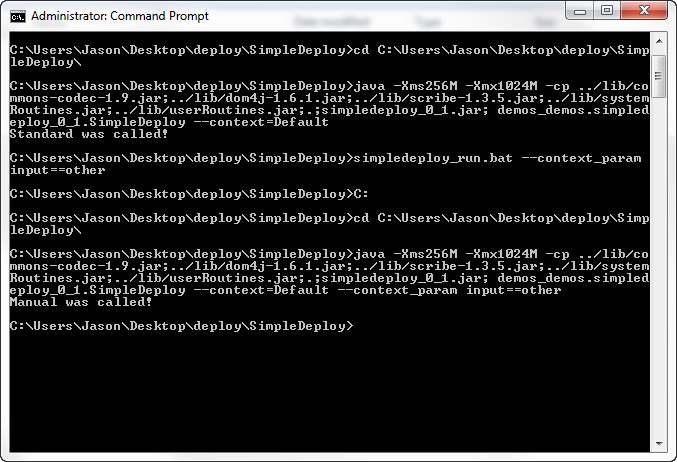 Administrator: Command Prompt
Date modified Type Size
C:\Users\Jason\Desktop\deploy\SimpleDeploy>cd C:\Users\Jason\Desktop\deploy\Simp
leDeploy\
C:\Users\Jason\Desktop\deploy\SimpleDeploy>java -Xms256M -Xmx1024M -cp ../lib/co
mmons-codec-1.9.jar;../lib/dom4j-1.6.1.jar;../lib/scribe-1.3.5.jar;../lib/system
Routines.jar;../lib/userRoutines.jar;.;simpledeploy_0_1.jar; demos_demos.simpled
eploy_0_1.SimpleDeploy --context=Default
Standard was called!
C:\Users\Jason\Desktop\deploy\SimpleDeploy>simpledeploy_run.bat --context_param
input==other
C:\Users\Jason\Desktop\deploy\SimpleDeploy>C:
C:\Users\Jason\Desktop\deploy\SimpleDeploy>cd C:\Users\Jason\Desktop\deploy\Simp
leDeploy\
C:\Users\Jason\Desktop\deploy\SimpleDeploy>java -Xms256M -Xmx1024M -cp ../lib/co
mmons-codec-1.9.jar;../lib/dom4j-1.6.1.jar;../lib/scribe-1.3.5.jar;../lib/system
Routines.jar;../lib/userRoutines.jar;.;simpledeploy_0_1.jar; demos_demos.simpled
eploy_0_1.SimpleDeploy --context=Default --context_param input==other
Manual was called!
C:\Users\Jason\Desktop\deploy\SimpleDeploy>